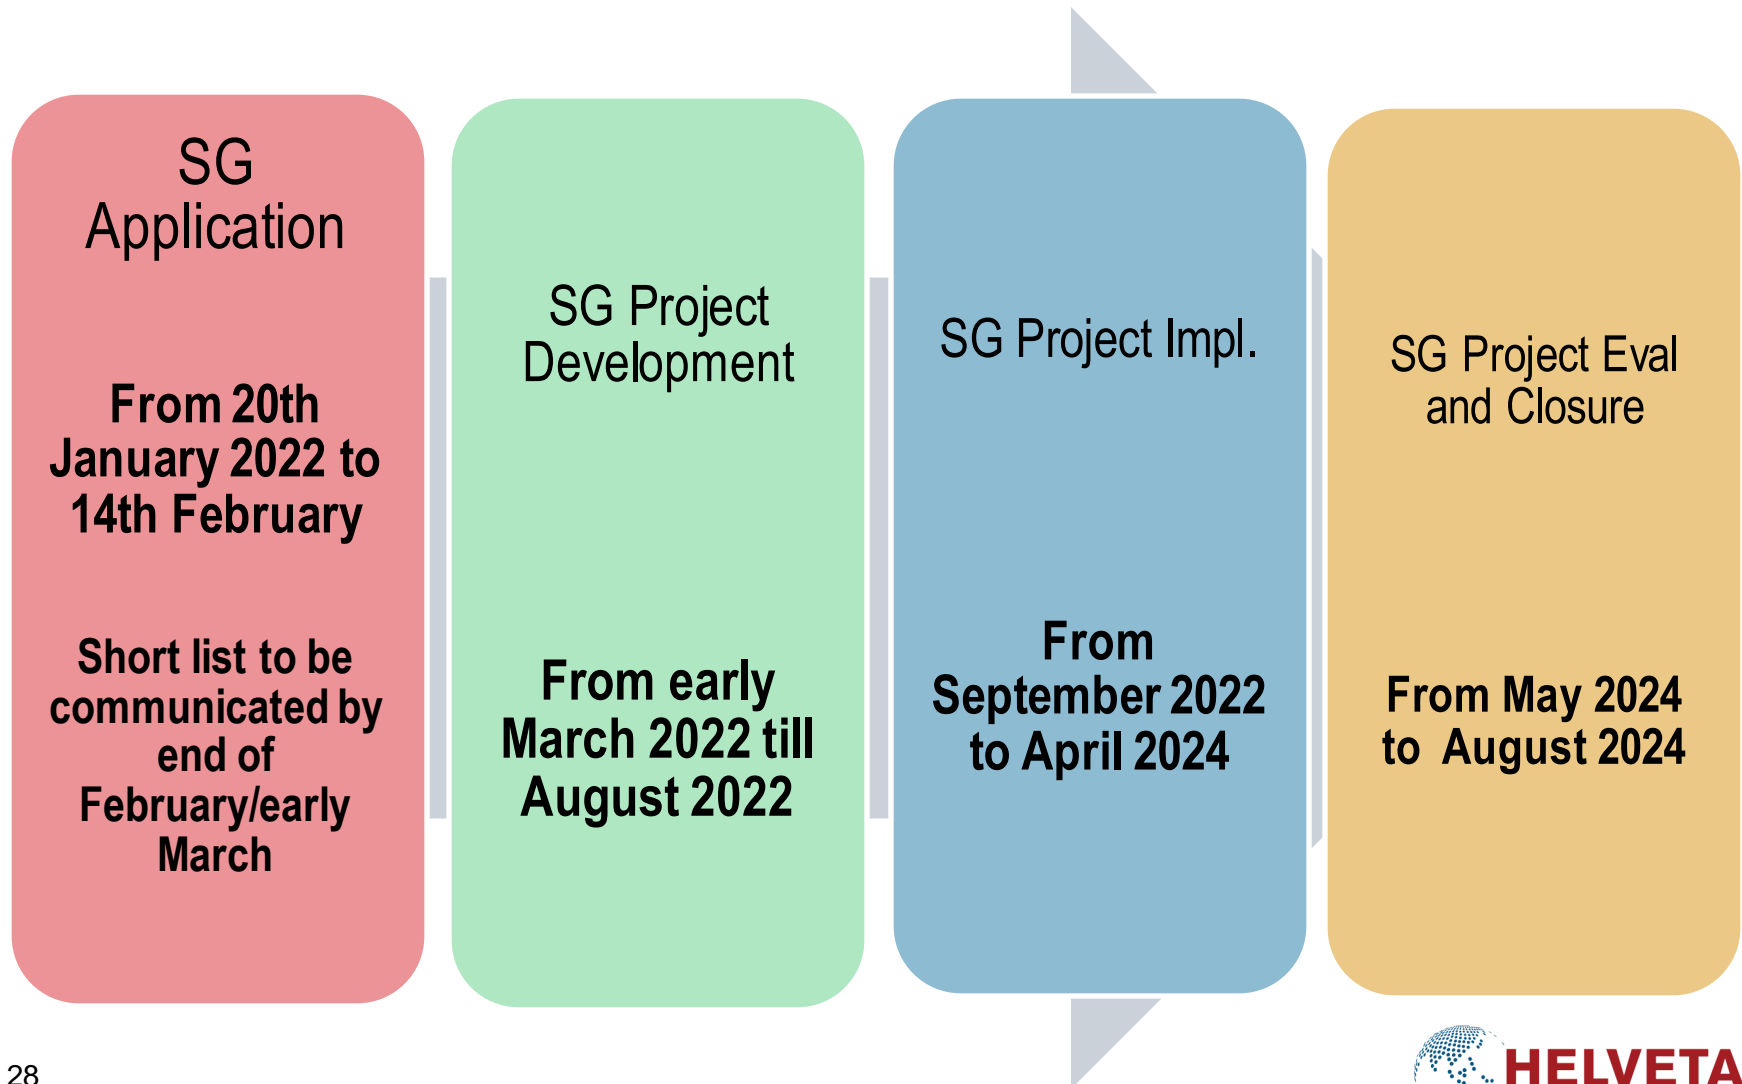 SG
Application
From 20th
January 2022 to
14th February
Short list to be
communicated by
end of
February/early
March
SG Project
Development
From early
March 2022 till
August 2022
SG Project Impl.
From
September 2022
to April 2024
SG Project Eval
and Closure
From May 2024
to August 2024
28
HELVETA